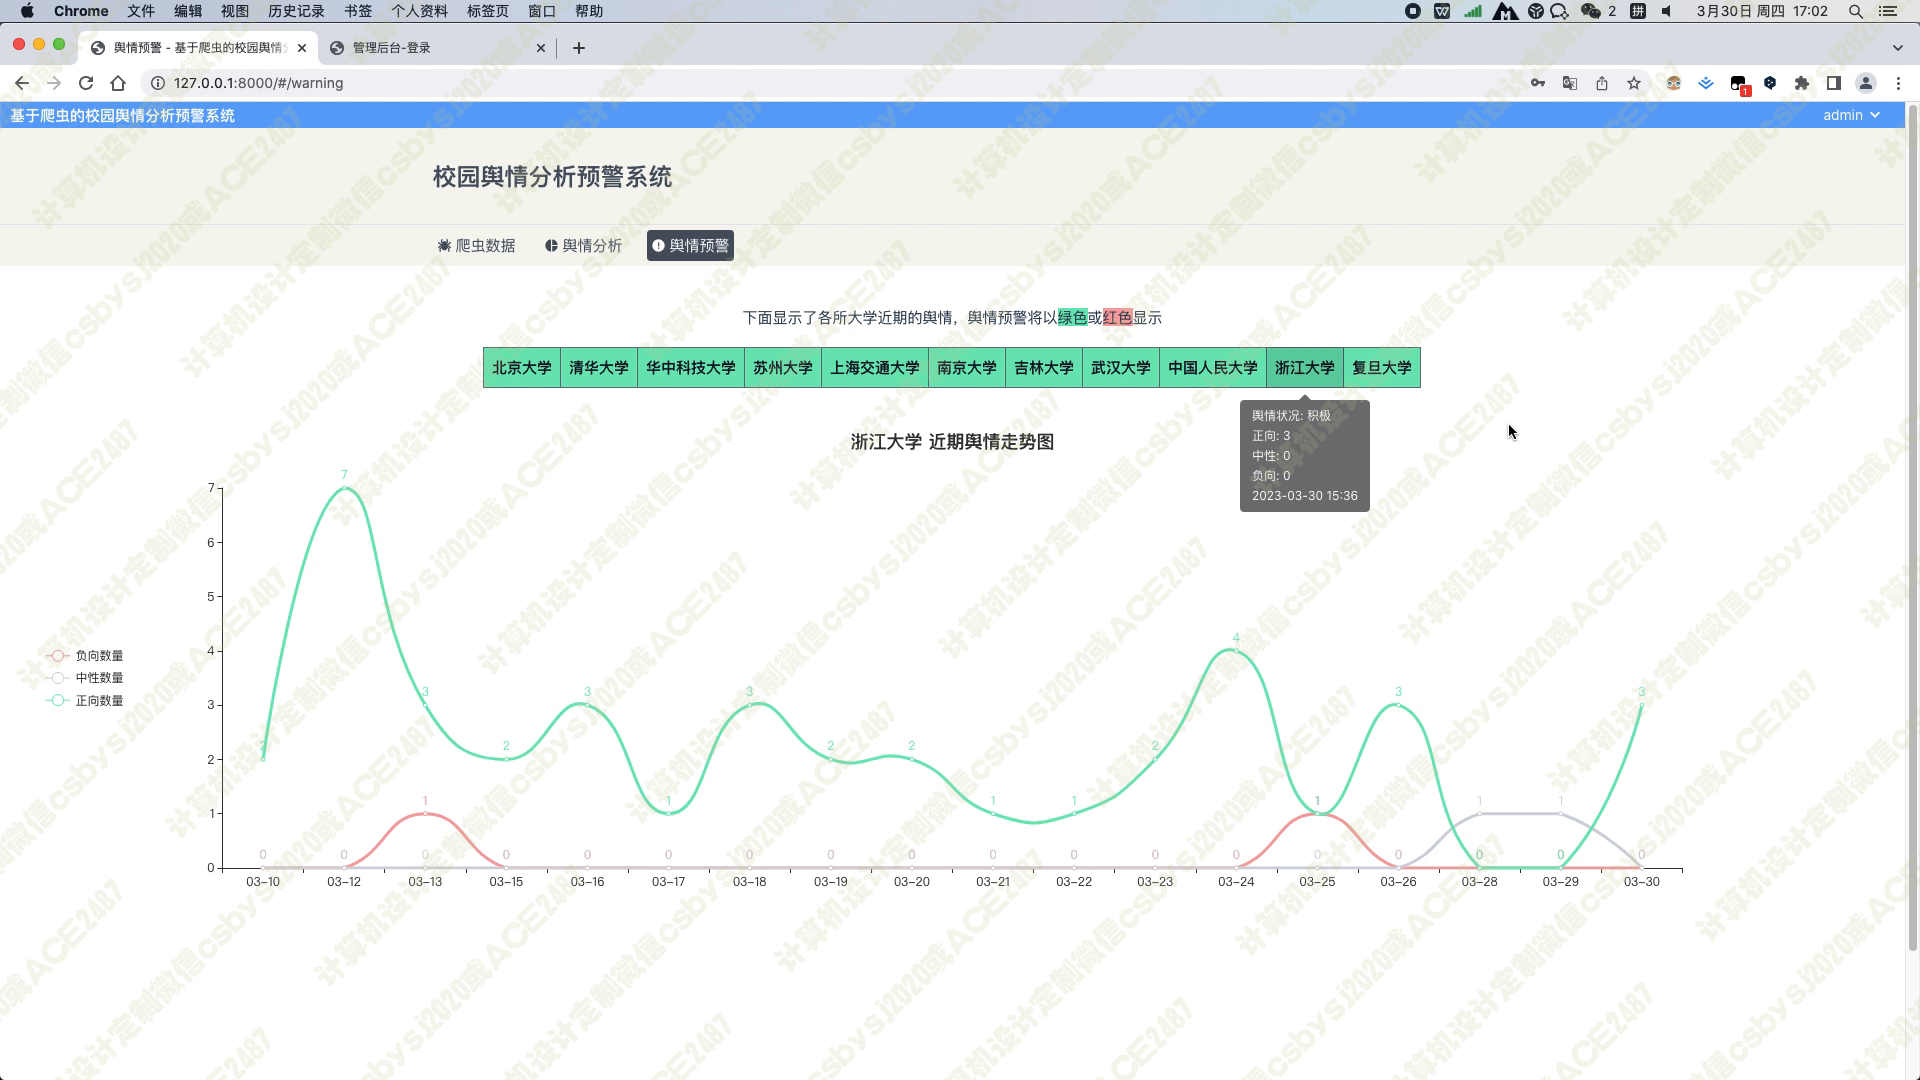 Chrome 文件 编辑 视图 历史记录 书签 个人资料 标签页 窗口 帮助 2 拼 3月30日 周四 17:02
舆情预警 - 基于爬虫的校园舆情 管理后台-登录
127.0.0.1:8000/#/warning 1
基于爬虫的校园舆情分析预警系统 admin
校园舆情分析预警系统
爬虫数据 舆情分析 舆情预警
下面显示了各所大学近期的舆情，舆情预警将以绿色或红色显示
北京大学 清华大学 华中科技大学 苏州大学 上海交通大学 南京大学 吉林大学 武汉大学 中国人民大学 浙江大学 复旦大学
舆情状况: 积极
正向: 3
中性: 0
负向: 0
2023-03-30 15:36
浙江大学 近期舆情走势图
负向数量
中性数量
正向数量
7
6
5
4
3
2
1
0
2 7 3 2 3 1 3 2 2 1 1 2 4 1 3 0 0 3
1 1 1
0 0 0 0 0 0 0 0 0 0 0 0 0 0 0 0 0 0
03-10 03-12 03-13 03-15 03-16 03-17 03-18 03-19 03-20 03-21 03-22 03-23 03-24 03-25 03-26 03-28 03-29 03-30
计算机设计定制微信csbysj2020或ACE2487